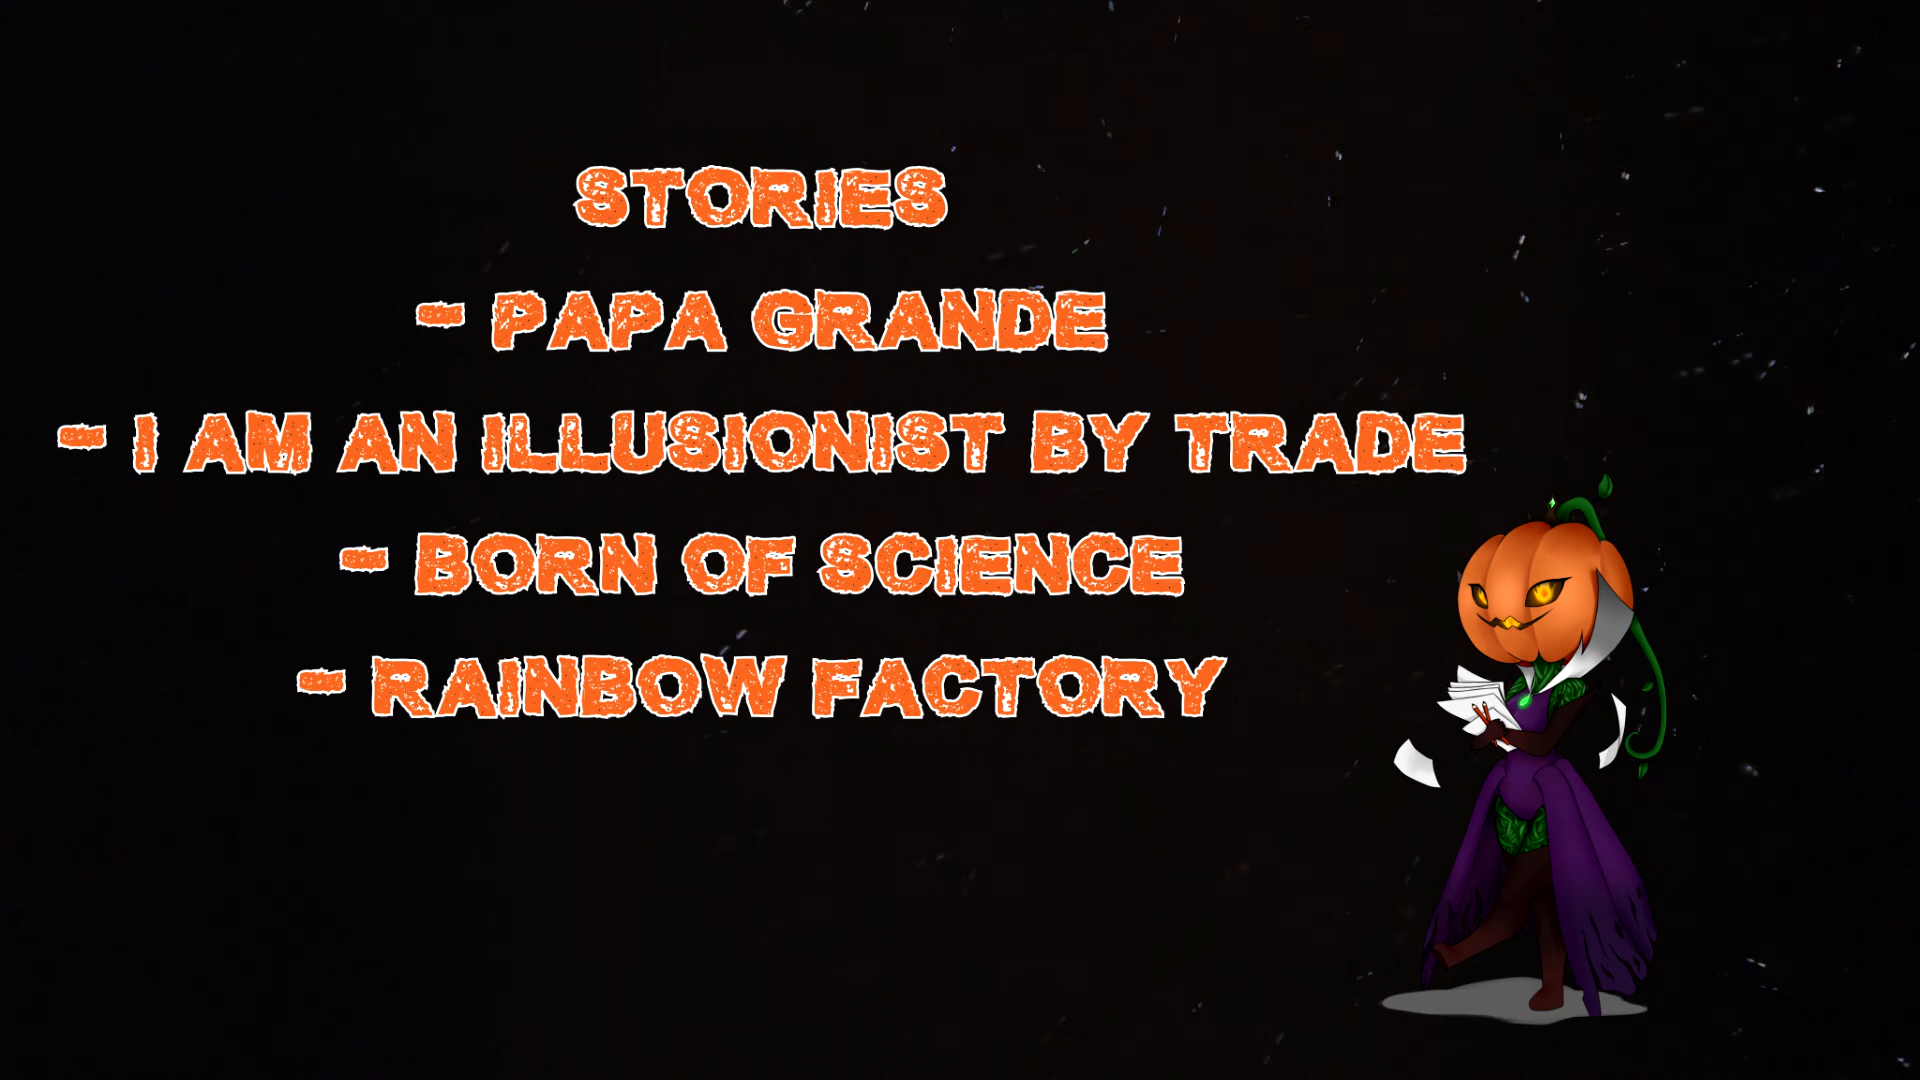 STORIES
- PAPA GRANDE
- I AM AN ILLUSIONIST BY TRADE
- BORN OF SCIENCE
- RAINBOW FACTORY